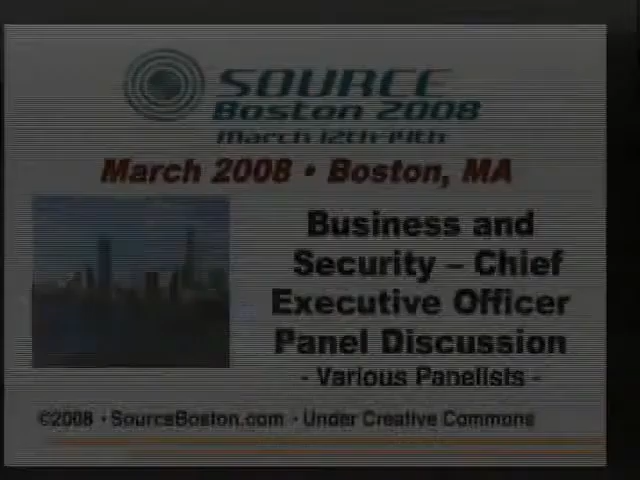 SOURCE
Boston 2008
March 12th-14th
March 2008 • Boston, MA
Business and
Security – Chief
Executive Officer
Panel Discussion
- Various Panelists -
©2008 • SourceBoston.com • Under Creative Commons